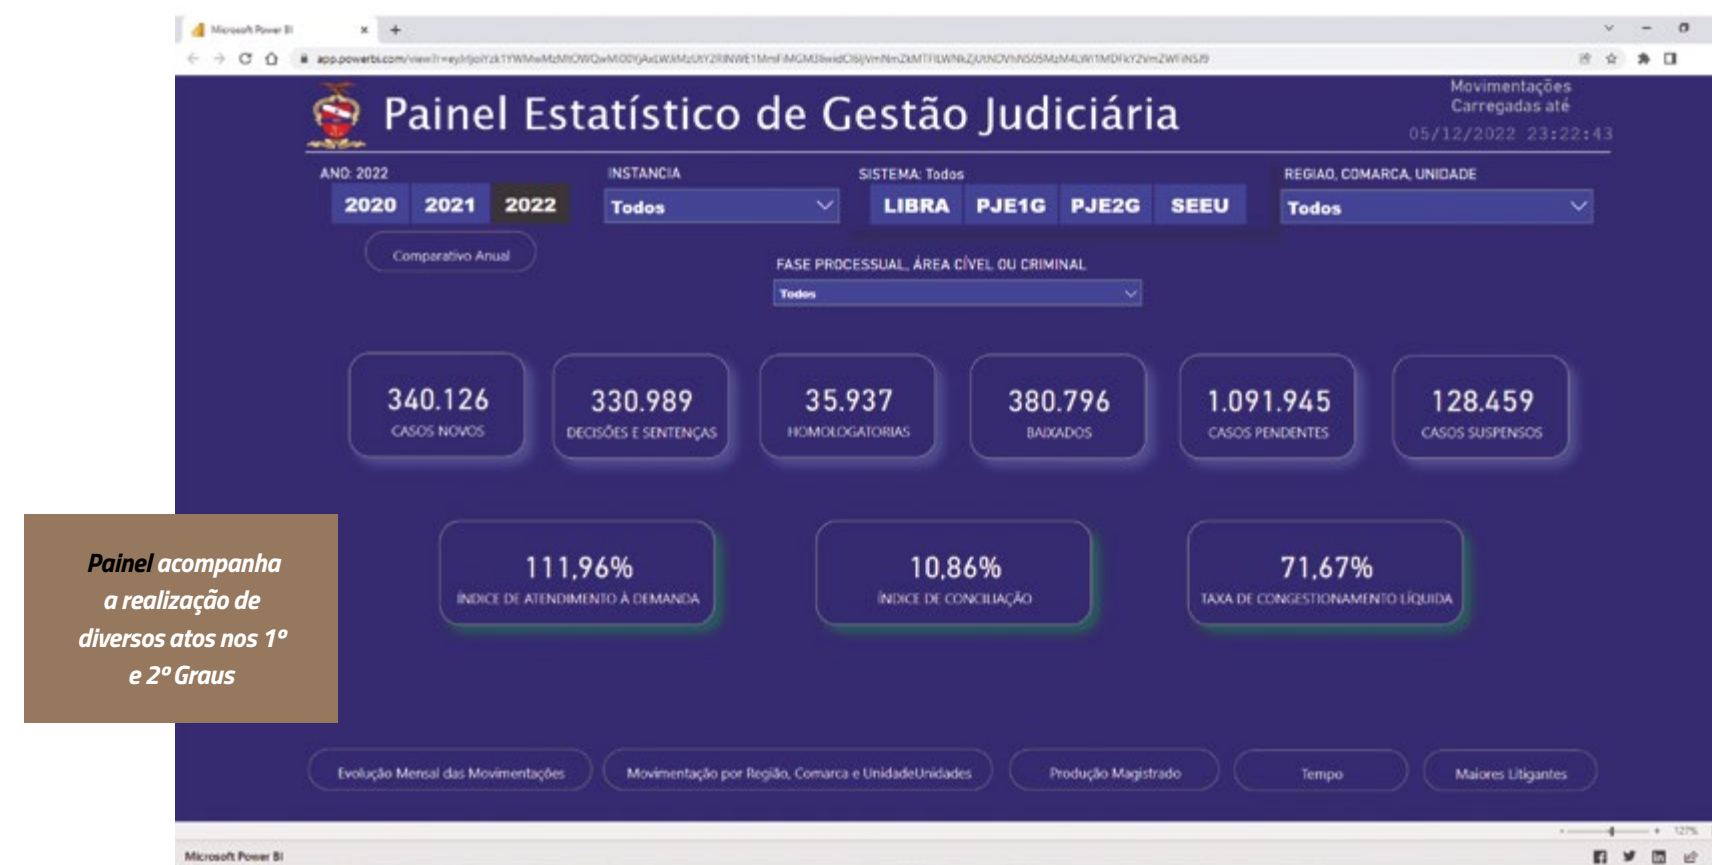 Microsoft Power BI
Painel Estatístico de Gestão Judiciária
Movimentações
Carregadas até
05/12/2022 23:22:43
ANO: 2022
2020 2021 2022
INSTANCIA
Todos
SISTEMA: Todos
LIBRA PJE1G PJE2G SEEU
REGIAO, COMARCA, UNIDADE
Todos
Comparativo Anual
FASE PROCESSUAL, ÁREA CÍVEL OU CRIMINAL
Todos
340.126
CASOS NOVOS
330.989
DECISÕES E SENTENÇAS
35.937
HOMOLOGATORIAS
380.796
BAIXADOS
1.091.945
CASOS PENDENTES
128.459
CASOS SUSPENSOS
111,96%
ÍNDICE DE ATENDIMENTO À DEMANDA
10,86%
ÍNDICE DE CONCILIAÇÃO
71,67%
TAXA DE CONGESTIONAMENTO LÍQUIDA
Painel acompanha
a realização de
diversos atos nos 1º
e 2º Graus
Evolução Mensal das Movimentações
Movimentação por Região, Comarca e UnidadeUnidades
Produção Magistrado
Tempo
Maiores Litigantes
127%
Microsoft Power BI